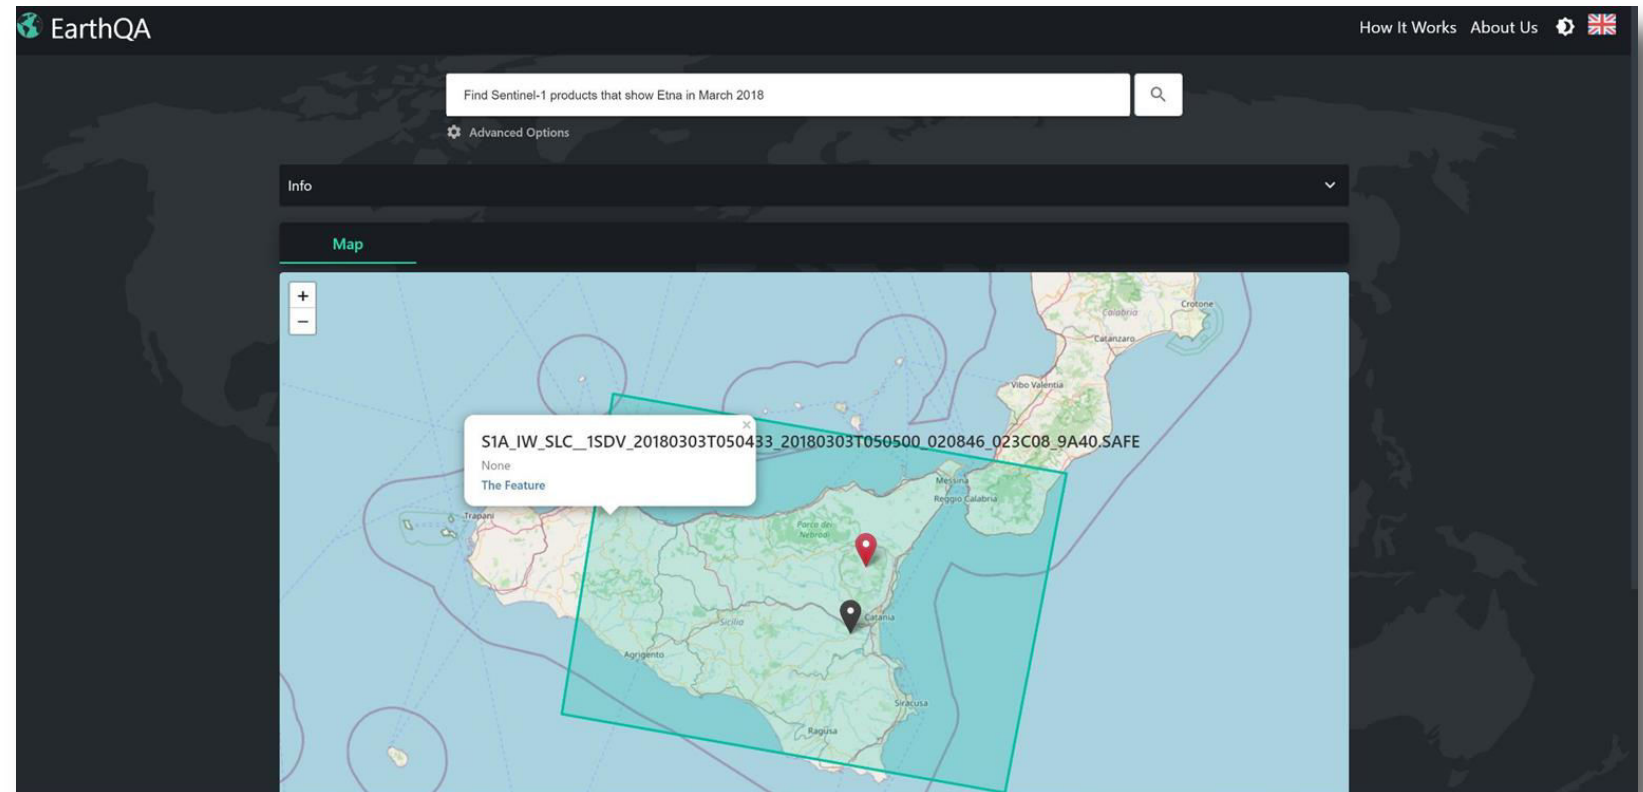 EarthQA
How It Works About Us
Find Sentinel-1 products that show Etna in March 2018
Advanced Options
Info
Map
+
−
Crotone
Calabria
Catanzaro
Vibo Valentia
×
S1A_IW_SLC__1SDV_20180303T050433_20180303T050500_020846_023C08_9A40.SAFE
None
The Feature
Messina
Reggio Calabria
Trapani
Parco dei
Nebrodi
Catania
Sicilia
Agrigento
Siracusa
Ragusa